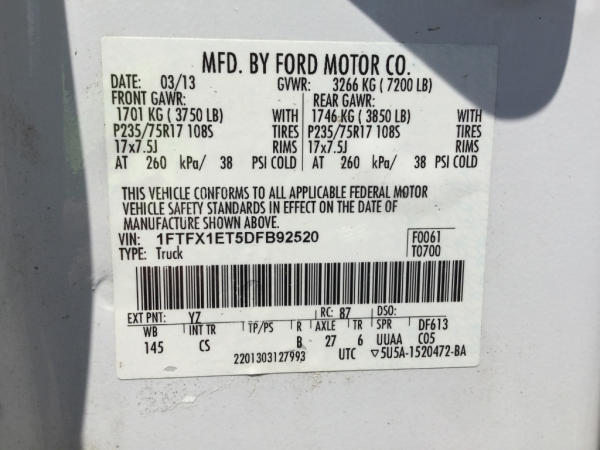 MFD. BY FORD MOTOR CO.
DATE: 03/13 GVWR: 3266 KG ( 7200 LB)
FRONT GAWR: REAR GAWR:
1701 KG ( 3750 LB) WITH 1746 KG ( 3850 LB) WITH
P235/75R17 108S TIRES P235/75R17 108S TIRES
17x7.5J RIMS 17x7.5J RIMS
AT 260 kPa/ 38 PSI COLD AT 260 kPa/ 38 PSI COLD
THIS VEHICLE CONFORMS TO ALL APPLICABLE FEDERAL MOTOR
VEHICLE SAFETY STANDARDS IN EFFECT ON THE DATE OF
MANUFACTURE SHOWN ABOVE.
VIN: 1FTFX1ET5DFB92520 F0061
TYPE: Truck T0700
EXT PNT: YZ RC: 87 DSO:
WB INT TR TP/PS R AXLE TR SPR DF613
145 CS B 27 6 UUAA C05
2201303127993 UTC ▽5U5A-1520472-BA